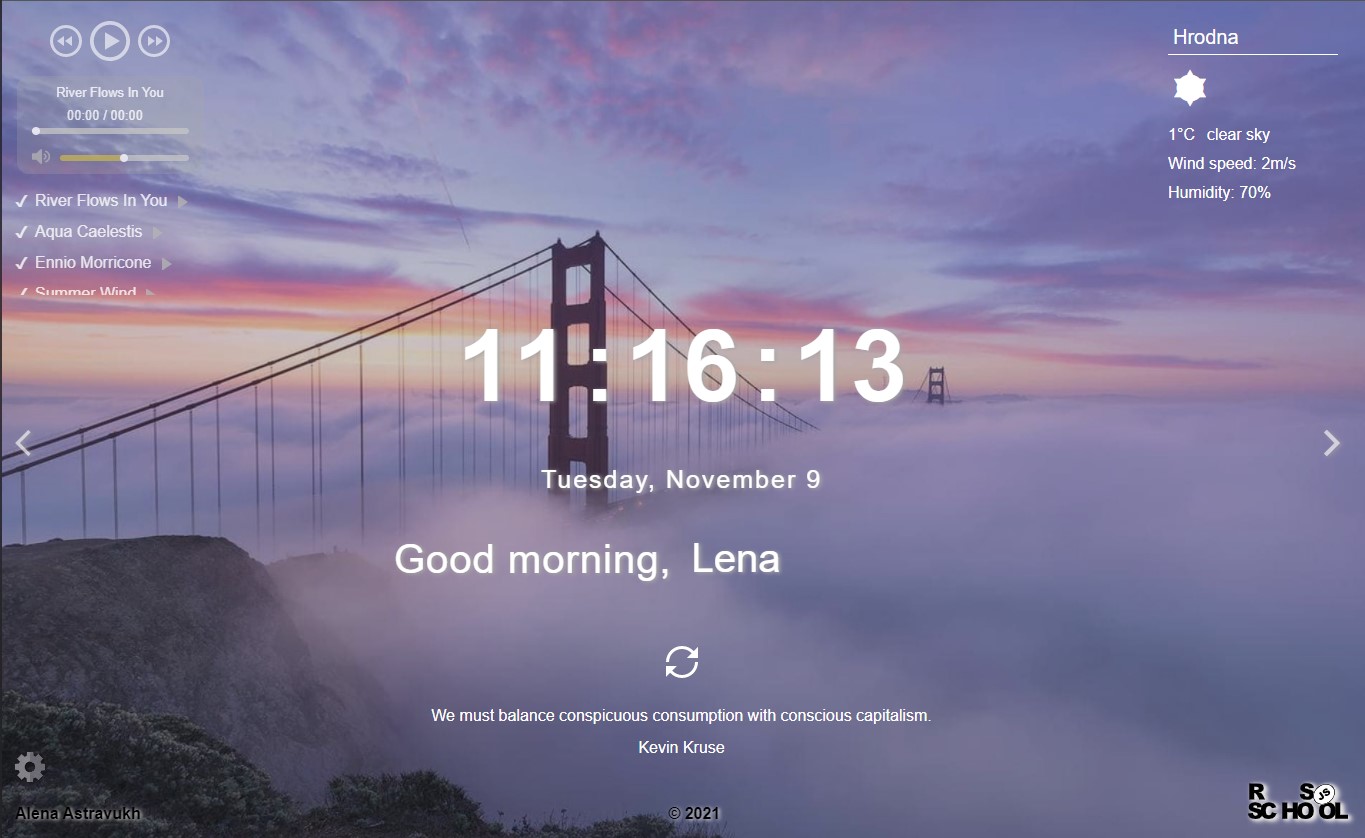 River Flows In You
00:00 / 00:00
River Flows In You
Aqua Caelestis
Ennio Morricone
Summer Wind
Hrodna
1°C clear sky
Wind speed: 2m/s
Humidity: 70%
11:16:13
Tuesday, November 9
Good morning, Lena
We must balance conspicuous consumption with conscious capitalism.
Kevin Kruse
Alena Astravukh
© 2021
R S JS
SCHOOL